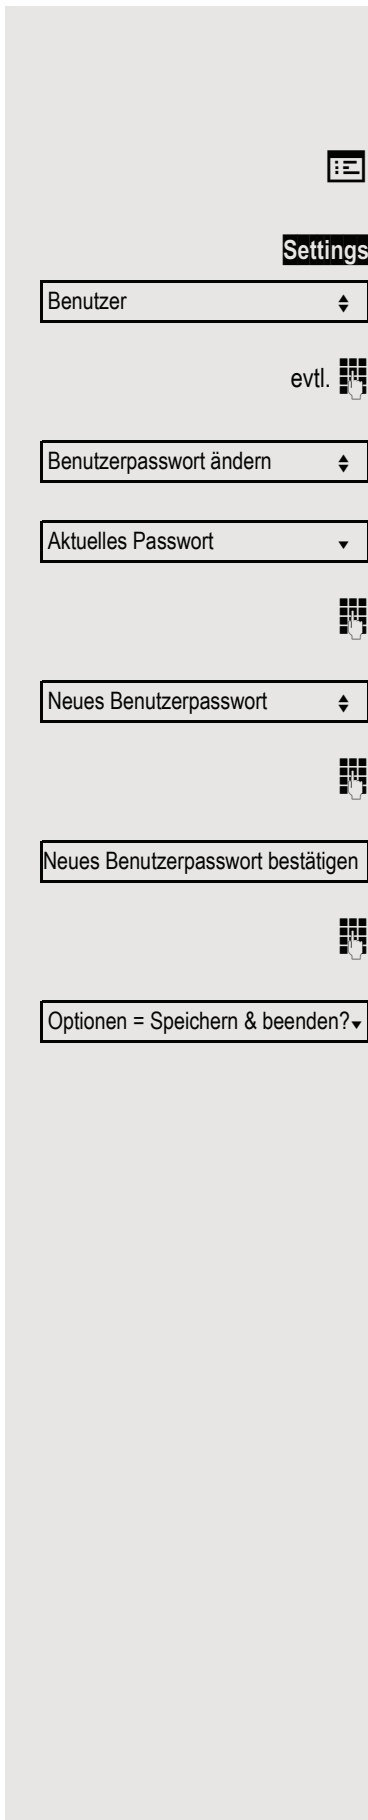 Settings
Benutzer
evtl.
Benutzerpasswort ändern
Aktuelles Passwort
Neues Benutzerpasswort
Neues Benutzerpasswort bestätigen
Optionen = Speichern & beenden?